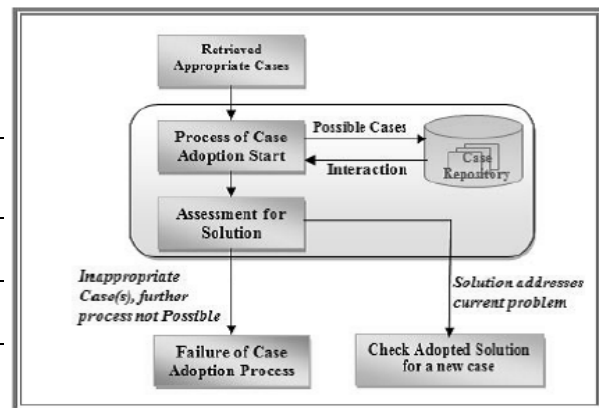 Retrieved
Appropriate Cases
Process of Case
Adoption Start
Possible Cases
Interaction
Case
Repository
Assessment for
Solution
Inappropriate
Case(s), further
process not Possible
Solution addresses
current problem
Failure of Case
Adoption Process
Check Adopted Solution
for a new case